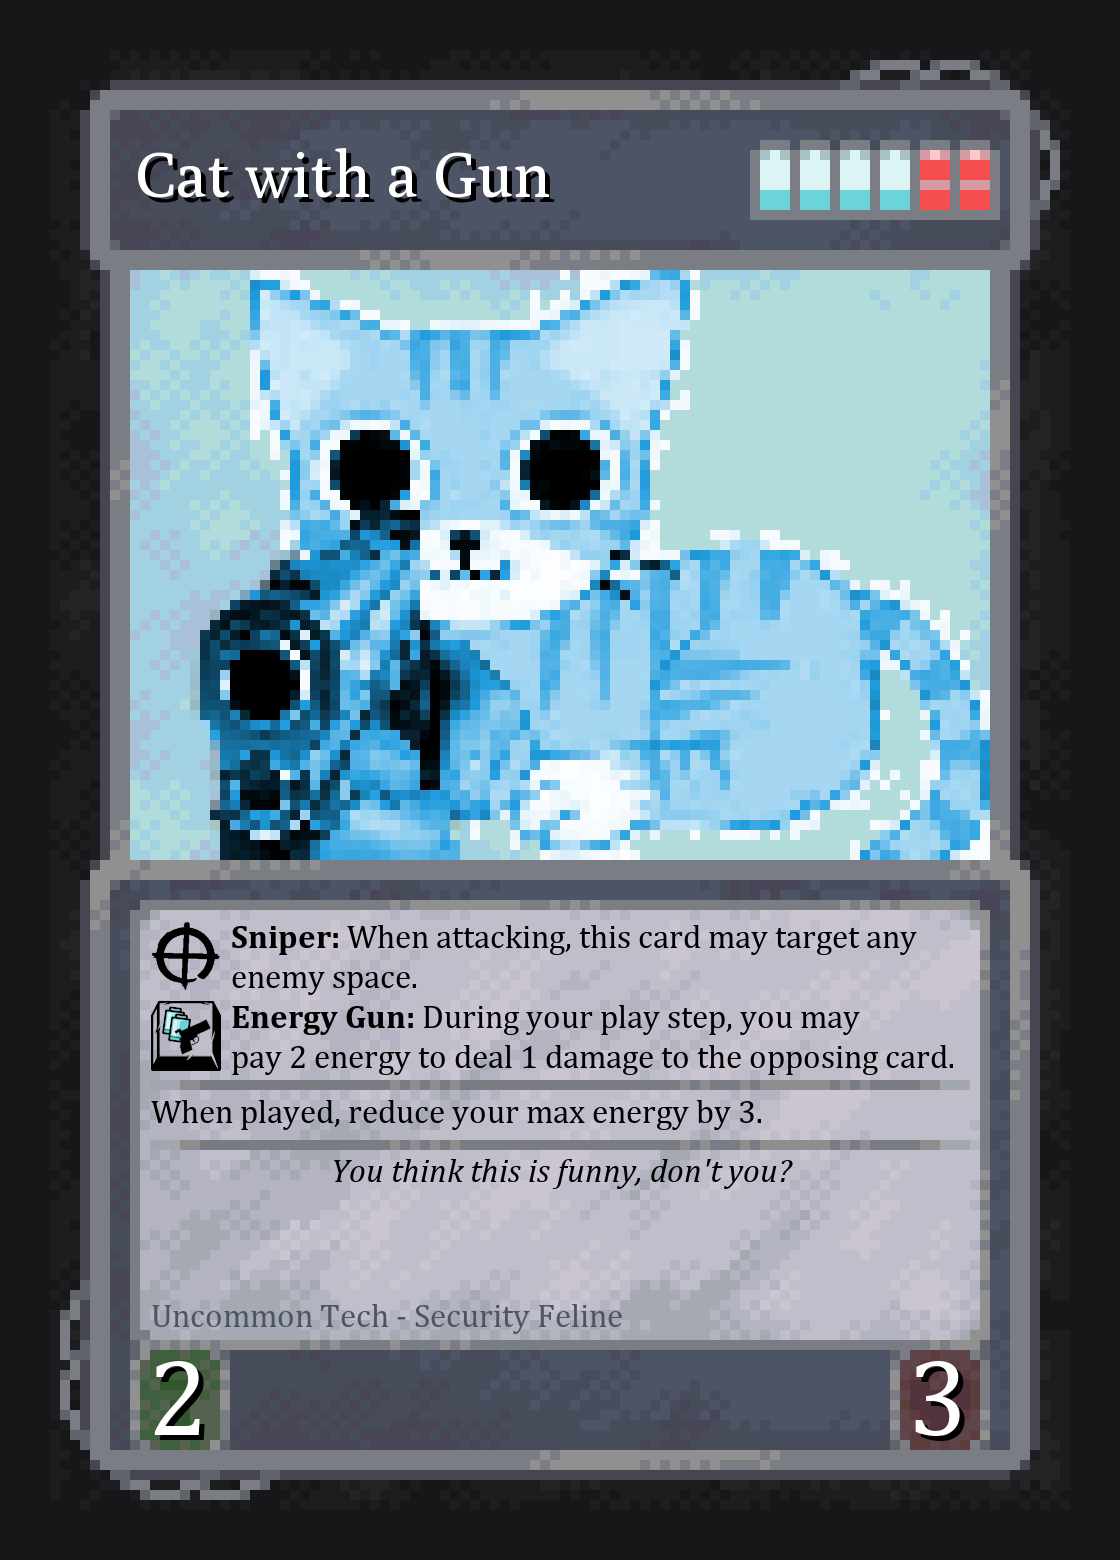 Cat with a Gun
Sniper: When attacking, this card may target any
enemy space.
Energy Gun: During your play step, you may
pay 2 energy to deal 1 damage to the opposing card.
When played, reduce your max energy by 3.
You think this is funny, don't you?
Uncommon Tech - Security Feline
2
3